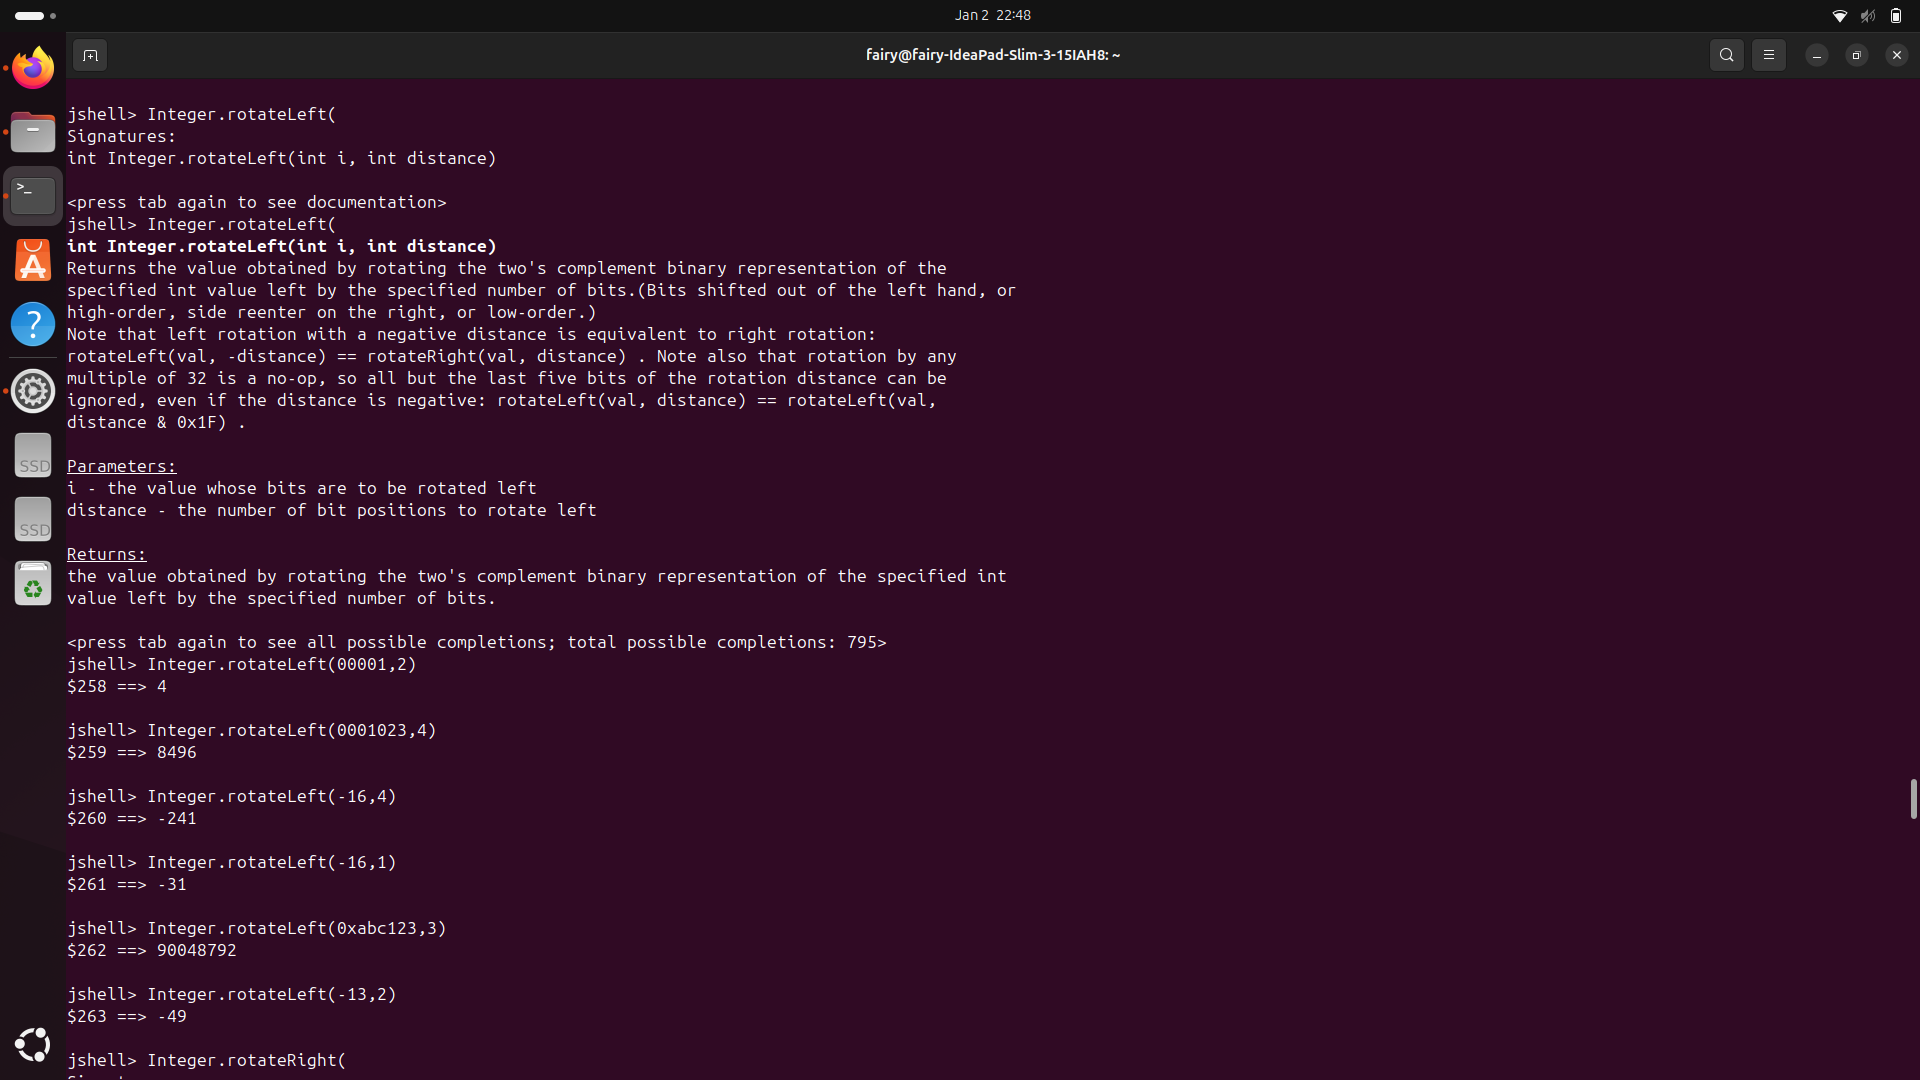 Jan 2 22:48
fairy@fairy-IdeaPad-Slim-3-15IAH8: ~
jshell> Integer.rotateLeft(
Signatures:
int Integer.rotateLeft(int i, int distance)
<press tab again to see documentation>
jshell> Integer.rotateLeft(
int Integer.rotateLeft(int i, int distance)
Returns the value obtained by rotating the two's complement binary representation of the
specified int value left by the specified number of bits.(Bits shifted out of the left hand, or
high-order, side reenter on the right, or low-order.)
Note that left rotation with a negative distance is equivalent to right rotation:
rotateLeft(val, -distance) == rotateRight(val, distance) . Note also that rotation by any
multiple of 32 is a no-op, so all but the last five bits of the rotation distance can be
ignored, even if the distance is negative: rotateLeft(val, distance) == rotateLeft(val,
distance & 0x1F) .
Parameters:
i - the value whose bits are to be rotated left
distance - the number of bit positions to rotate left
Returns:
the value obtained by rotating the two's complement binary representation of the specified int
value left by the specified number of bits.
<press tab again to see all possible completions; total possible completions: 795>
jshell> Integer.rotateLeft(00001,2)
$258 ==> 4
jshell> Integer.rotateLeft(0001023,4)
$259 ==> 8496
jshell> Integer.rotateLeft(-16,4)
$260 ==> -241
jshell> Integer.rotateLeft(-16,1)
$261 ==> -31
jshell> Integer.rotateLeft(0xabc123,3)
$262 ==> 90048792
jshell> Integer.rotateLeft(-13,2)
$263 ==> -49
jshell> Integer.rotateRight(
SSD
SSD